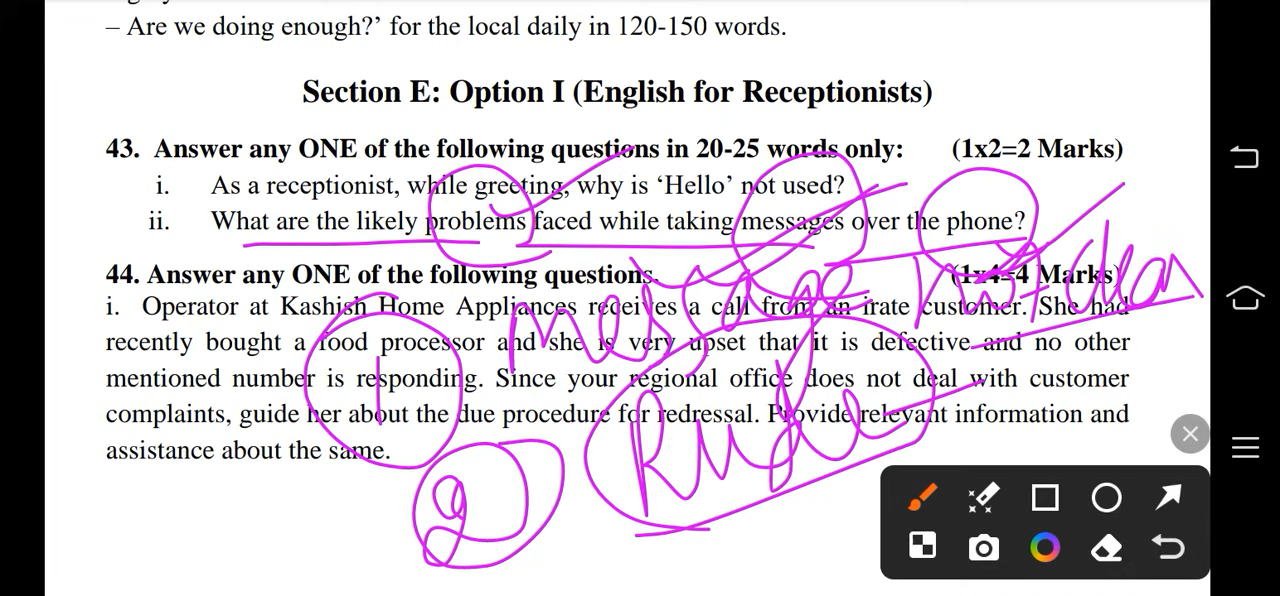 – Are we doing enough?’ for the local daily in 120-150 words.
Section E: Option I (English for Receptionists)
43. Answer any ONE of the following questions in 20-25 words only: (1x2=2 Marks)
i. As a receptionist, while greeting, why is ‘Hello’ not used?
ii. What are the likely problems faced while taking messages over the phone?
44. Answer any ONE of the following questions. (1x4=4 Marks)
i. Operator at Kashish Home Appliances receives a call from an irate customer. She had
recently bought a food processor and she is very upset that it is defective and no other
mentioned number is responding. Since your regional office does not deal with customer
complaints, guide her about the due procedure for redressal. Provide relevant information and
assistance about the same.
message not clear
1
Rude
2